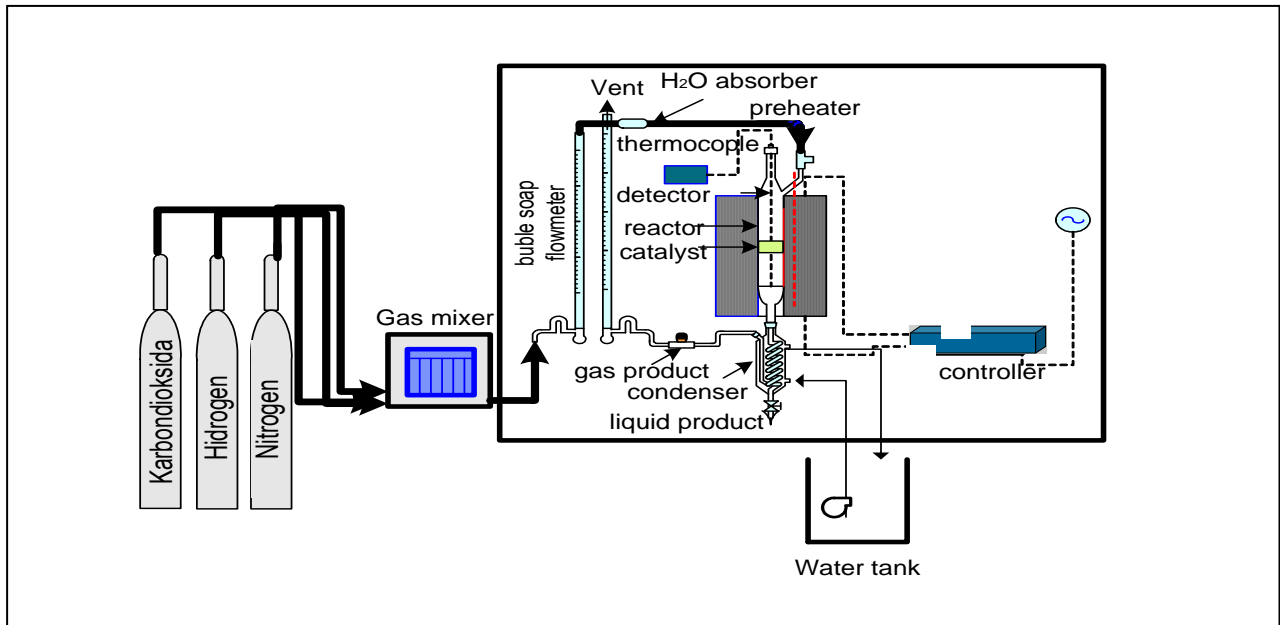 Vent
H2O absorber
preheater
thermocople
detector
reactor
catalyst
buble soap
flowmeter
Karbondioksida
Hidrogen
Nitrogen
Gas mixer
gas product
condenser
liquid product
controller
Water tank